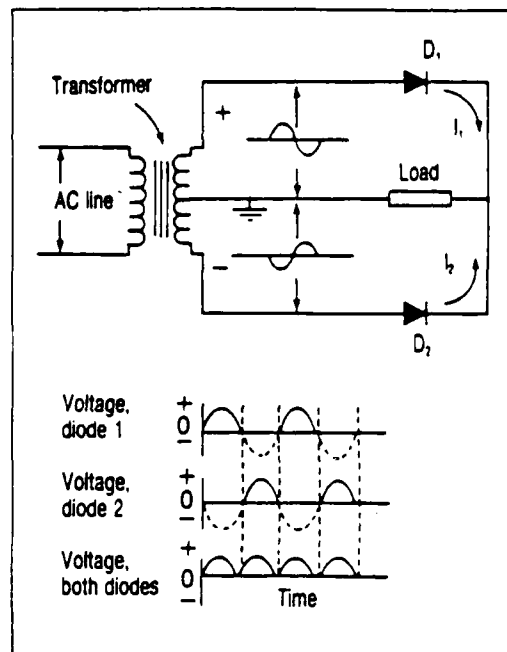 D₁
Transformer
+
I₁
Load
AC line
−
I₂
D₂
Voltage,
diode 1
+
0
−
Voltage,
diode 2
+
0
−
Voltage,
both diodes
+
0
−
Time